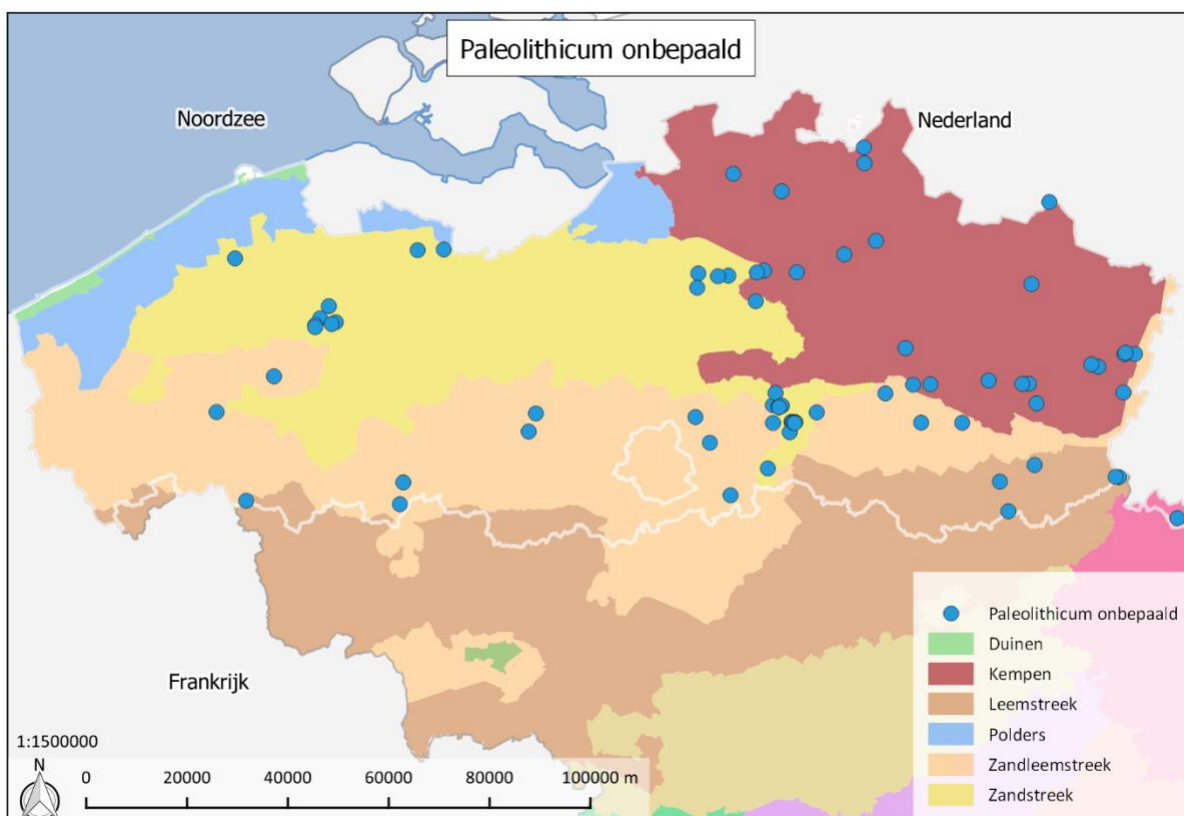 Paleolithicum onbepaald
Noordzee
Nederland
Frankrijk
1:1500000
N
0 20000 40000 60000 80000 100000 m
Paleolithicum onbepaald
Duinen
Kempen
Leemstreek
Polders
Zandleemstreek
Zandstreek